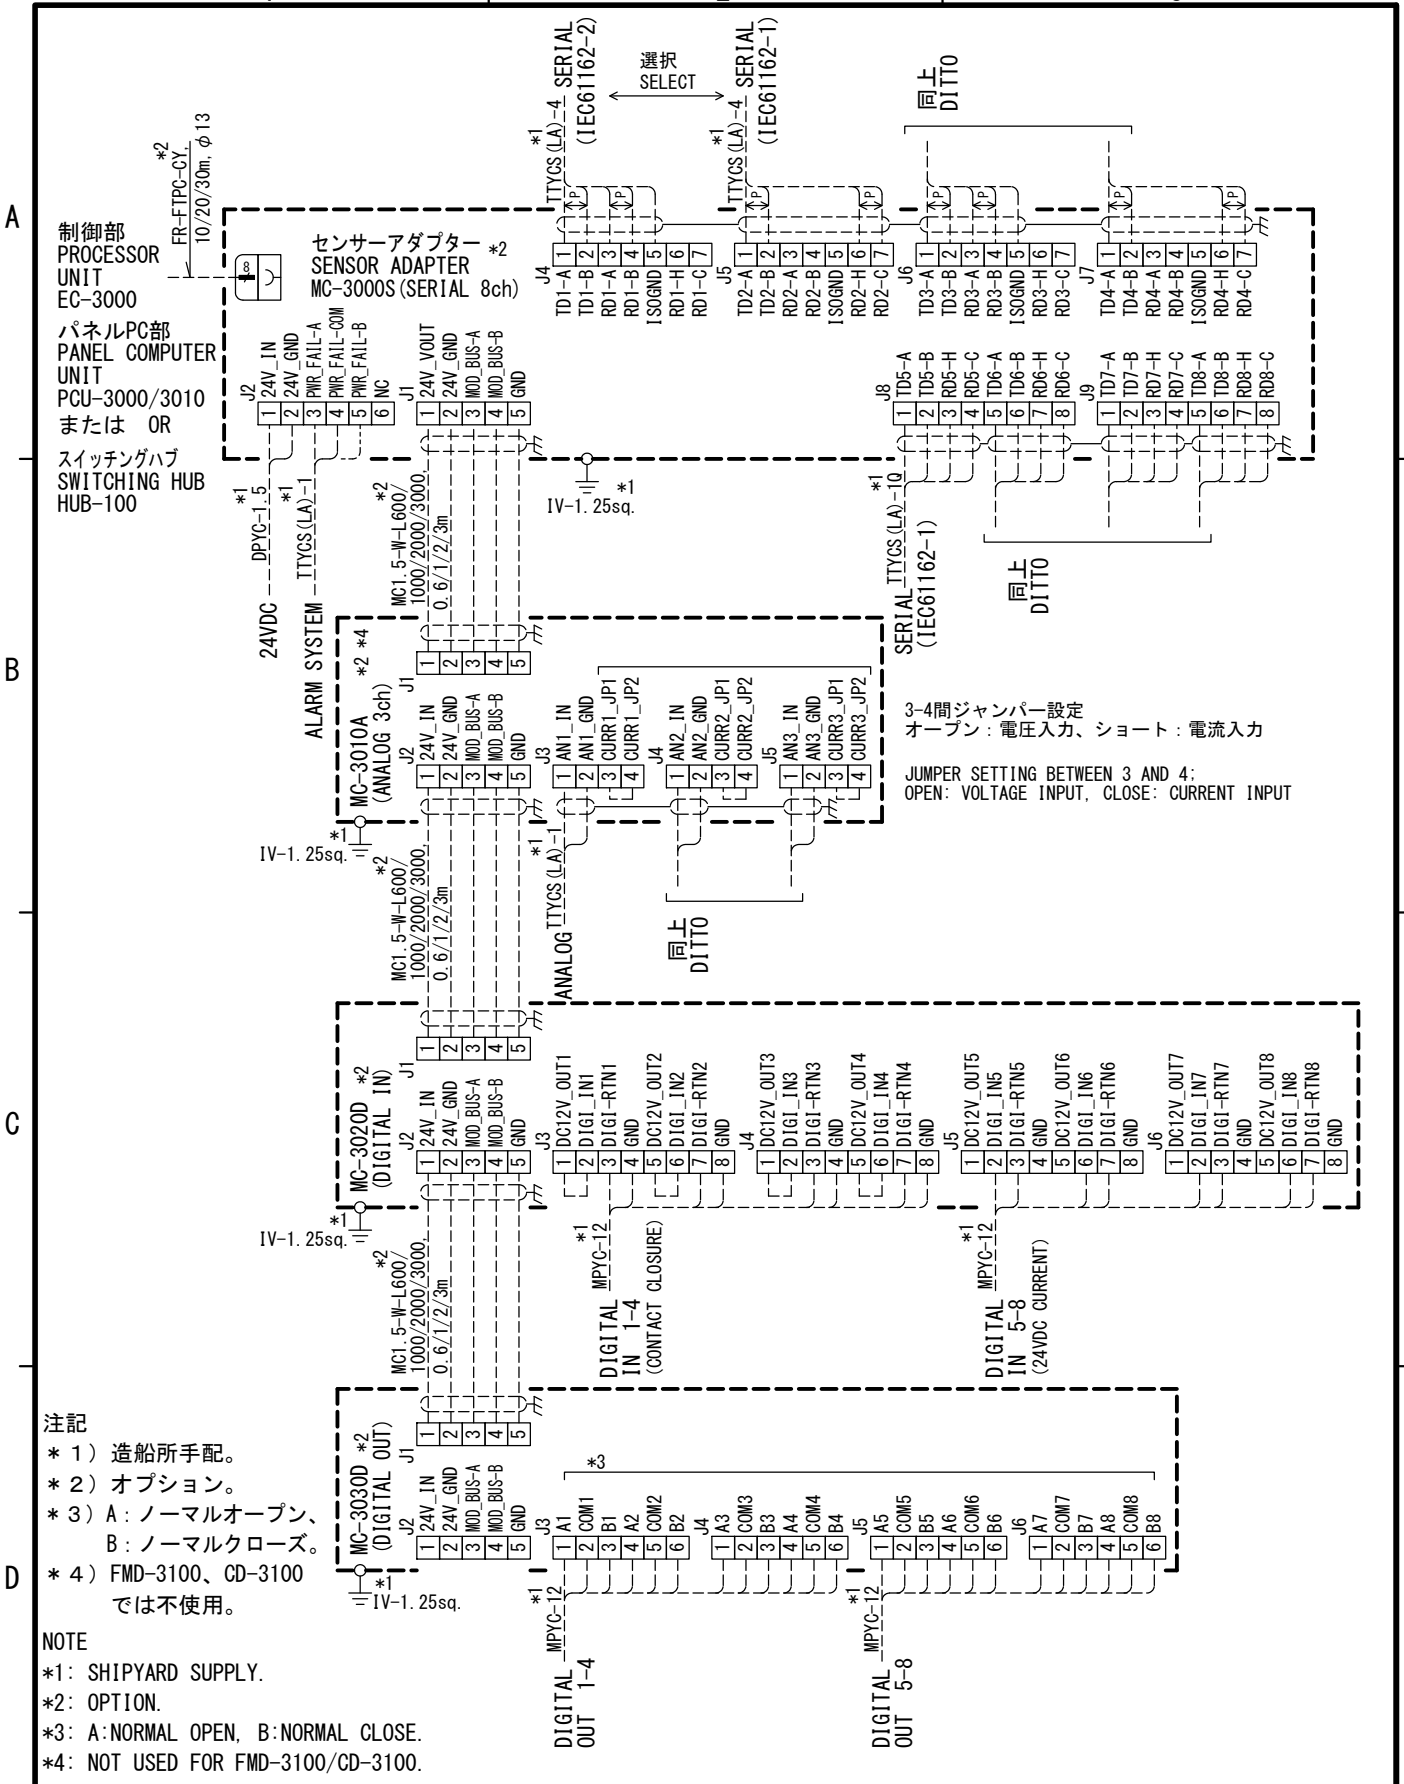 SERIAL
(IEC61162-2)
*1
TTYCS(LA)-4
選択
SELECT
SERIAL
(IEC61162-1)
*1
TTYCS(LA)-4
同上
DITTO
*2
FR-FTPC-CY,
10/20/30m, φ13
P P P P P P P P
A
制御部
PROCESSOR
UNIT
EC-3000
パネルPC部
PANEL COMPUTER
UNIT
PCU-3000/3010
または OR
スイッチングハブ
SWITCHING HUB
HUB-100
8
センサーアダプター *2
SENSOR ADAPTER
MC-3000S(SERIAL 8ch)
J4
1 2 3 4 5 6 7
TD1-A
TD1-B
RD1-A
RD1-B
ISOGND
RD1-H
RD1-C
J5
1 2 3 4 5 6 7
TD2-A
TD2-B
RD2-A
RD2-B
ISOGND
RD2-H
RD2-C
J6
1 2 3 4 5 6 7
TD3-A
TD3-B
RD3-A
RD3-B
ISOGND
RD3-H
RD3-C
J7
1 2 3 4 5 6 7
TD4-A
TD4-B
RD4-A
RD4-B
ISOGND
RD4-H
RD4-C
J2
24V_IN
24V_GND
PWR_FAIL-A
PWR_FAIL-COM
PWR_FAIL-B
NC
1 2 3 4 5 6
J1
24V_VOUT
24V_GND
MOD_BUS-A
MOD_BUS-B
GND
1 2 3 4 5
J8
TD5-A
TD5-B
RD5-H
RD5-C
TD6-A
TD6-B
RD6-H
RD6-C
1 2 3 4 5 6 7 8
J9
TD7-A
TD7-B
RD7-H
RD7-C
TD8-A
TD8-B
RD8-H
RD8-C
1 2 3 4 5 6 7 8
*1
DPYC-1.5
24VDC
*1
TTYCS(LA)-1
ALARM SYSTEM
*2
MC1.5-W-L600/
1000/2000/3000,
0.6/1/2/3m
*1
IV-1.25sq.
*1
TTYCS(LA)-10
SERIAL
(IEC61162-1)
同上
DITTO
B
MC-3010A *2 *4
(ANALOG 3ch)
J1
1 2 3 4 5
J2
24V_IN
24V_GND
MOD_BUS-A
MOD_BUS-B
GND
1 2 3 4 5
J3
AN1_IN
AN1_GND
CURR1_JP1
CURR1_JP2
1 2 3 4
J4
AN2_IN
AN2_GND
CURR2_JP1
CURR2_JP2
1 2 3 4
J5
AN3_IN
AN3_GND
CURR3_JP1
CURR3_JP2
1 2 3 4
3-4間ジャンパー設定
オープン：電圧入力、ショート：電流入力
JUMPER SETTING BETWEEN 3 AND 4;
OPEN: VOLTAGE INPUT, CLOSE: CURRENT INPUT
*1
IV-1.25sq.
*2
MC1.5-W-L600/
1000/2000/3000,
0.6/1/2/3m
*1
TTYCS(LA)-1
ANALOG
同上
DITTO
C
MC-3020D *2
(DIGITAL IN)
J1
1 2 3 4 5
J2
24V_IN
24V_GND
MOD_BUS-A
MOD_BUS-B
GND
1 2 3 4 5
J3
DC12V_OUT1
DIGI_IN1
DIGI-RTN1
GND
DC12V_OUT2
DIGI_IN2
DIGI-RTN2
GND
1 2 3 4 5 6 7 8
J4
DC12V_OUT3
DIGI_IN3
DIGI-RTN3
GND
DC12V_OUT4
DIGI_IN4
DIGI-RTN4
GND
1 2 3 4 5 6 7 8
J5
DC12V_OUT5
DIGI_IN5
DIGI-RTN5
GND
DC12V_OUT6
DIGI_IN6
DIGI-RTN6
GND
1 2 3 4 5 6 7 8
J6
DC12V_OUT7
DIGI_IN7
DIGI-RTN7
GND
DC12V_OUT8
DIGI_IN8
DIGI-RTN8
GND
1 2 3 4 5 6 7 8
*1
IV-1.25sq.
*2
MC1.5-W-L600/
1000/2000/3000,
0.6/1/2/3m
*1
MPYC-12
DIGITAL
IN 1-4
(CONTACT CLOSURE)
*1
MPYC-12
DIGITAL
IN 5-8
(24VDC CURRENT)
D
MC-3030D *2
(DIGITAL OUT)
J1
1 2 3 4 5
J2
24V_IN
24V_GND
MOD_BUS-A
MOD_BUS-B
GND
1 2 3 4 5
*3
J3
A1
COM1
B1
A2
COM2
B2
1 2 3 4 5 6
J4
A3
COM3
B3
A4
COM4
B4
1 2 3 4 5 6
J5
A5
COM5
B5
A6
COM6
B6
1 2 3 4 5 6
J6
A7
COM7
B7
A8
COM8
B8
1 2 3 4 5 6
*1
IV-1.25sq.
*1
MPYC-12
DIGITAL
OUT 1-4
*1
MPYC-12
DIGITAL
OUT 5-8
注記
＊１）造船所手配。
＊２）オプション。
＊３）A：ノーマルオープン、
B：ノーマルクローズ。
＊４）FMD-3100、CD-3100
では不使用。
NOTE
*1: SHIPYARD SUPPLY.
*2: OPTION.
*3: A:NORMAL OPEN, B:NORMAL CLOSE.
*4: NOT USED FOR FMD-3100/CD-3100.